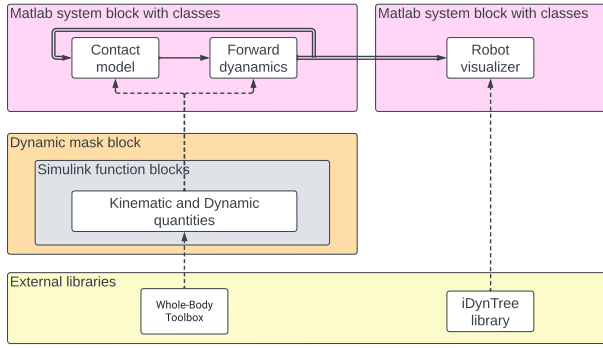 Matlab system block with classes
Matlab system block with classes
Contact
model
Forward
dyanamics
Robot
visualizer
Dynamic mask block
Simulink function blocks
Kinematic and Dynamic
quantities
External libraries
Whole-Body
Toolbox
iDynTree
library